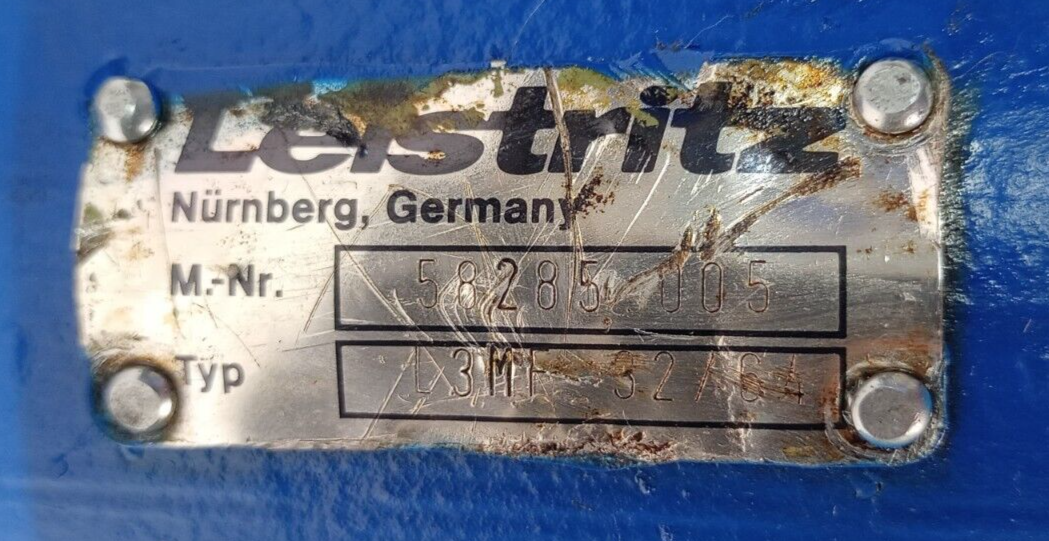 Leistritz
Nürnberg, Germany
M.-Nr. 58285 005
Typ L3MF 32/64